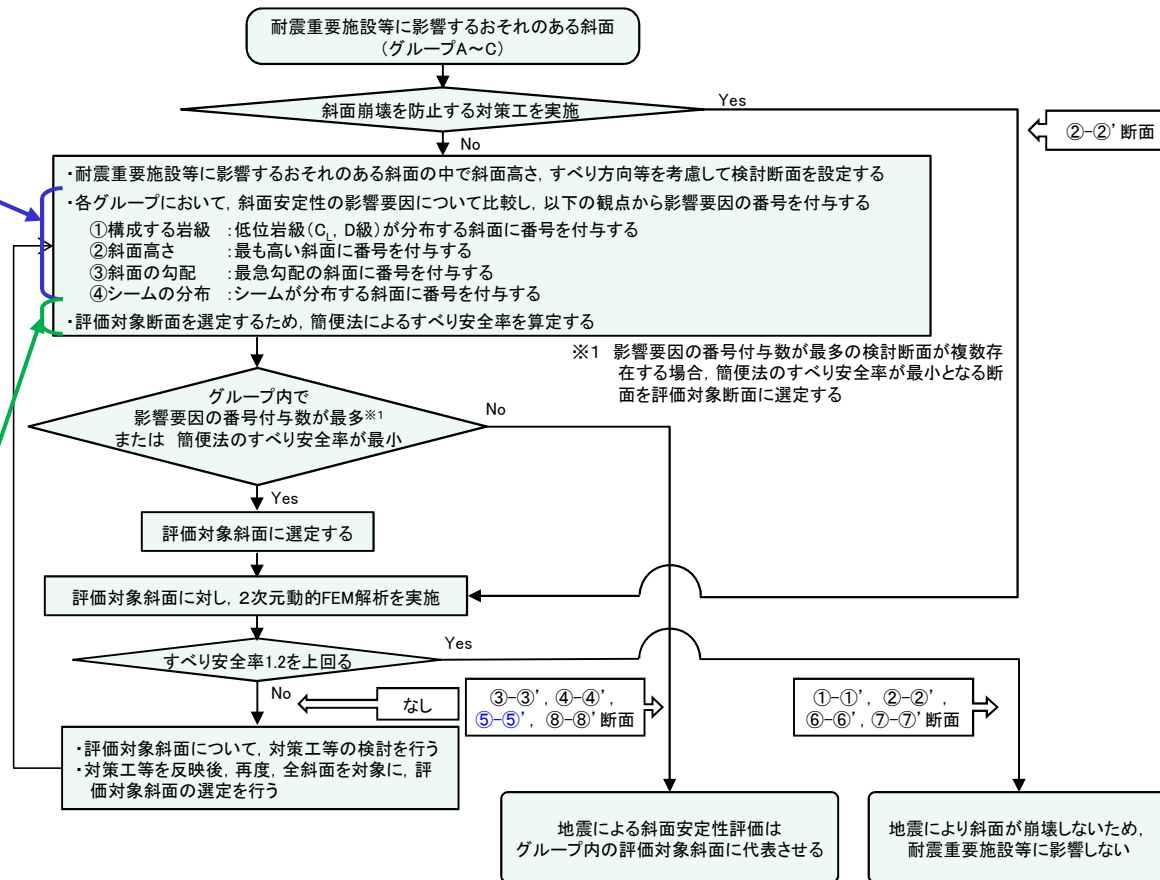 耐震重要施設等に影響するおそれのある斜面
(グループA～C)
斜面崩壊を防止する対策工を実施
Yes
②-②’断面
No
・耐震重要施設等に影響するおそれのある斜面の中で斜面高さ，すべり方向等を考慮して検討断面を設定する
・各グループにおいて，斜面安定性の影響要因について比較し，以下の観点から影響要因の番号を付与する
①構成する岩級 ：低位岩級(CL，D級)が分布する斜面に番号を付与する
②斜面高さ ：最も高い斜面に番号を付与する
③斜面の勾配 ：最急勾配の斜面に番号を付与する
④シームの分布 ：シームが分布する斜面に番号を付与する
・評価対象断面を選定するため，簡便法によるすべり安全率を算定する
※1 影響要因の番号付与数が最多の検討断面が複数存
在する場合，簡便法のすべり安全率が最小となる断
面を評価対象断面に選定する
グループ内で
影響要因の番号付与数が最多※1
または 簡便法のすべり安全率が最小
No
Yes
評価対象斜面に選定する
評価対象斜面に対し，2次元動的FEM解析を実施
すべり安全率1.2を上回る
Yes
No
なし
③-③’，④-④’，
⑤-⑤’，⑧-⑧’断面
①-①’，②-②’，
⑥-⑥’，⑦-⑦’断面
・評価対象斜面について，対策工等の検討を行う
・対策工等を反映後，再度，全斜面を対象に，評
価対象斜面の選定を行う
地震による斜面安定性評価は
グループ内の評価対象斜面に代表させる
地震により斜面が崩壊しないため，
耐震重要施設等に影響しない